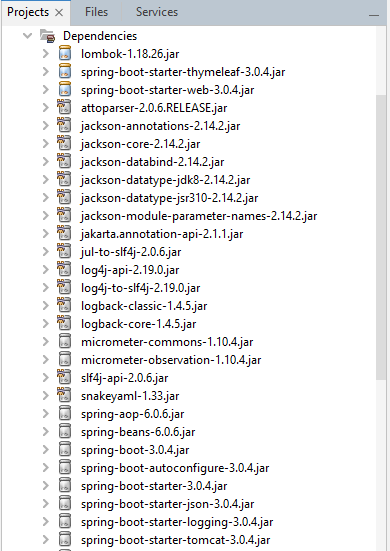 Projects Files Services
Dependencies
lombok-1.18.26.jar
spring-boot-starter-thymeleaf-3.0.4.jar
spring-boot-starter-web-3.0.4.jar
attoparser-2.0.6.RELEASE.jar
jackson-annotations-2.14.2.jar
jackson-core-2.14.2.jar
jackson-databind-2.14.2.jar
jackson-datatype-jdk8-2.14.2.jar
jackson-datatype-jsr310-2.14.2.jar
jackson-module-parameter-names-2.14.2.jar
jakarta.annotation-api-2.1.1.jar
jul-to-slf4j-2.0.6.jar
log4j-api-2.19.0.jar
log4j-to-slf4j-2.19.0.jar
logback-classic-1.4.5.jar
logback-core-1.4.5.jar
micrometer-commons-1.10.4.jar
micrometer-observation-1.10.4.jar
slf4j-api-2.0.6.jar
snakeyaml-1.33.jar
spring-aop-6.0.6.jar
spring-beans-6.0.6.jar
spring-boot-3.0.4.jar
spring-boot-autoconfigure-3.0.4.jar
spring-boot-starter-3.0.4.jar
spring-boot-starter-json-3.0.4.jar
spring-boot-starter-logging-3.0.4.jar
spring-boot-starter-tomcat-3.0.4.jar